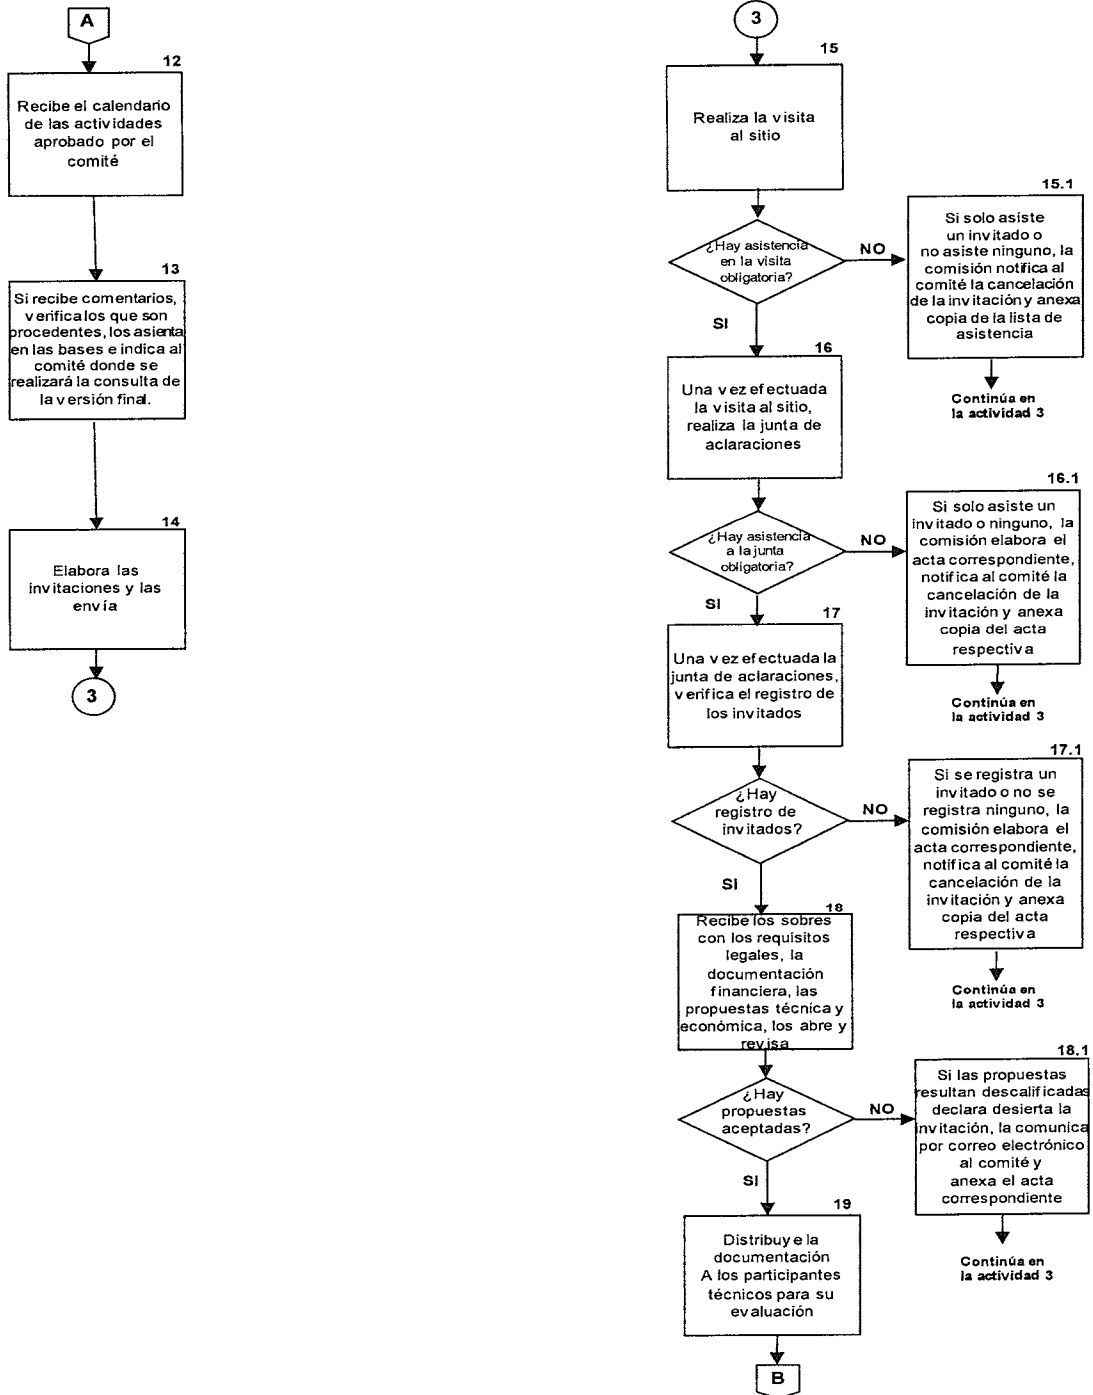 A
12
Recibe el calendario
de las actividades
aprobado por el
comité
13
Si recibe comentarios,
verifica los que son
procedentes, los asienta
en las bases e indica al
comité donde se
realizará la consulta de
la versión final.
14
Elabora las
invitaciones y las
envía
3
3
15
Realiza la visita
al sitio
¿Hay asistencia
en la visita
obligatoria?
NO
SI
15.1
Si solo asiste
un invitado o
no asiste ninguno, la
comisión notifica al
comité la cancelación
de la invitación y anexa
copia de la lista de
asistencia
Continúa en
la actividad 3
16
Una vez efectuada
la visita al sitio,
realiza la junta de
aclaraciones
¿Hay asistencia
a la junta
obligatoria?
NO
SI
16.1
Si solo asiste un
invitado o ninguno, la
comisión elabora el
acta correspondiente,
notifica al comité la
cancelación de la
invitación y anexa
copia del acta
respectiva
Continúa en
la actividad 3
17
Una vez efectuada la
junta de aclaraciones,
verifica el registro de
los invitados
¿Hay
registro de
invitados?
NO
SI
17.1
Si se registra un
invitado o no se
registra ninguno, la
comisión elabora el
acta correspondiente,
notifica al comité la
cancelación de la
invitación y anexa
copia del acta
respectiva
Continúa en
la actividad 3
18
Recibe los sobres
con los requisitos
legales, la
documentación
financiera, las
propuestas técnica y
económica, los abre y
revisa
¿Hay
propuestas
aceptadas?
NO
SI
18.1
Si las propuestas
resultan descalificadas
declara desierta la
invitación, la comunica
por correo electrónico
al comité y
anexa el acta
correspondiente
Continúa en
la actividad 3
19
Distribuye la
documentación
A los participantes
técnicos para su
evaluación
B